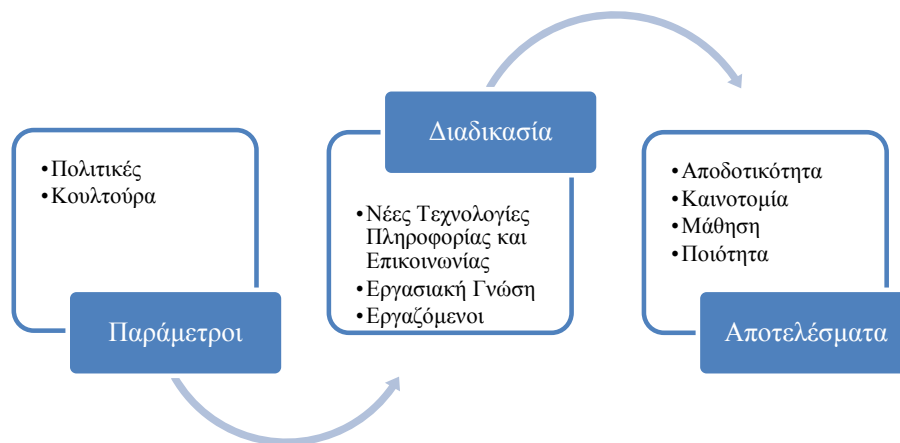 •Πολιτικές
•Κουλτούρα
Παράμετροι
Διαδικασία
•Νέες Τεχνολογίες
Πληροφορίας και
Επικοινωνίας
•Εργασιακή Γνώση
•Εργαζόμενοι
•Αποδοτικότητα
•Καινοτομία
•Μάθηση
•Ποιότητα
Αποτελέσματα